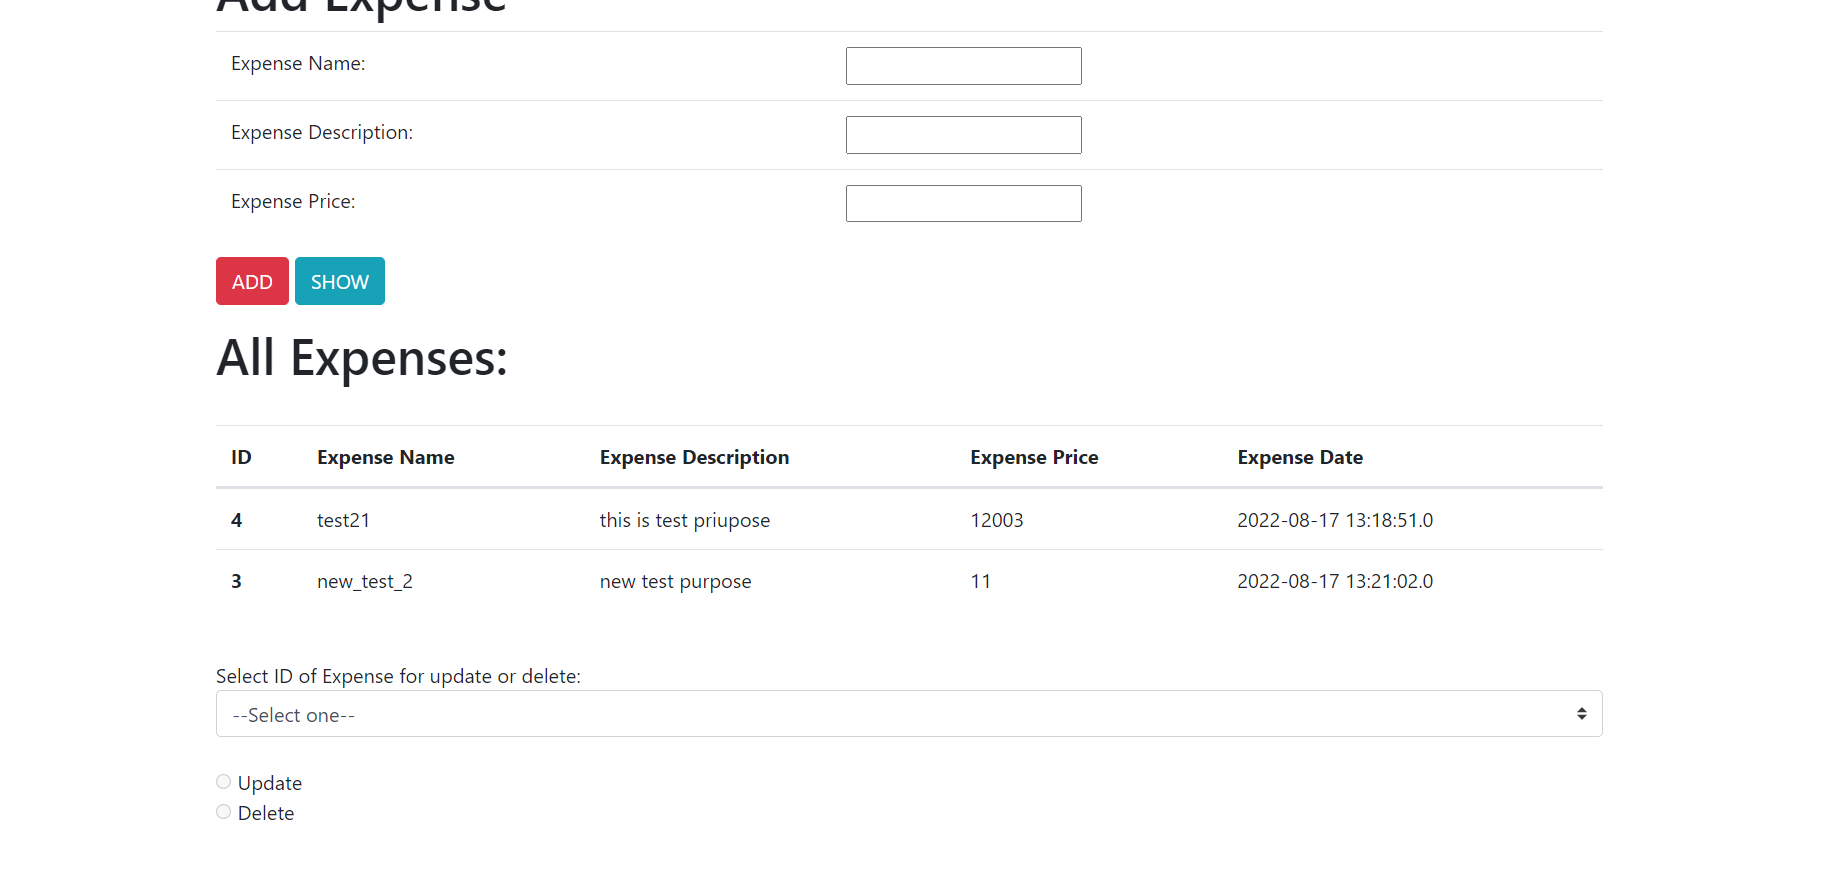 Add Expense
Expense Name:
Expense Description:
Expense Price:
ADD SHOW
All Expenses:
ID Expense Name Expense Description Expense Price Expense Date
4 test21 this is test priupose 12003 2022-08-17 13:18:51.0
3 new_test_2 new test purpose 11 2022-08-17 13:21:02.0
Select ID of Expense for update or delete:
--Select one--
Update
Delete